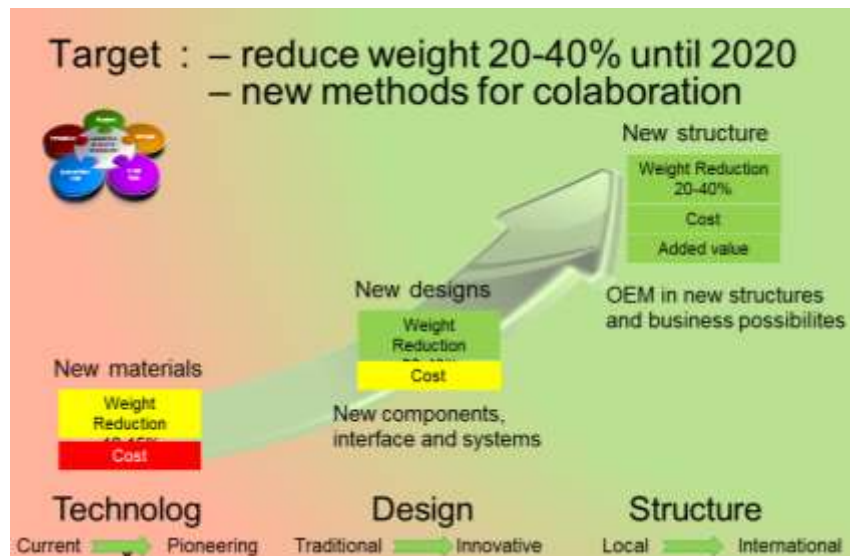 Target : – reduce weight 20-40% until 2020
– new methods for colaboration
New structure
Weight Reduction
20-40%
Cost
Added value
OEM in new structures
and business possibilites
New designs
Weight
Reduction
Cost
New components,
interface and systems
New materials
Weight
Reduction
Cost
Technolog
Current
Pioneering
Design
Traditional
Innovative
Structure
Local
International